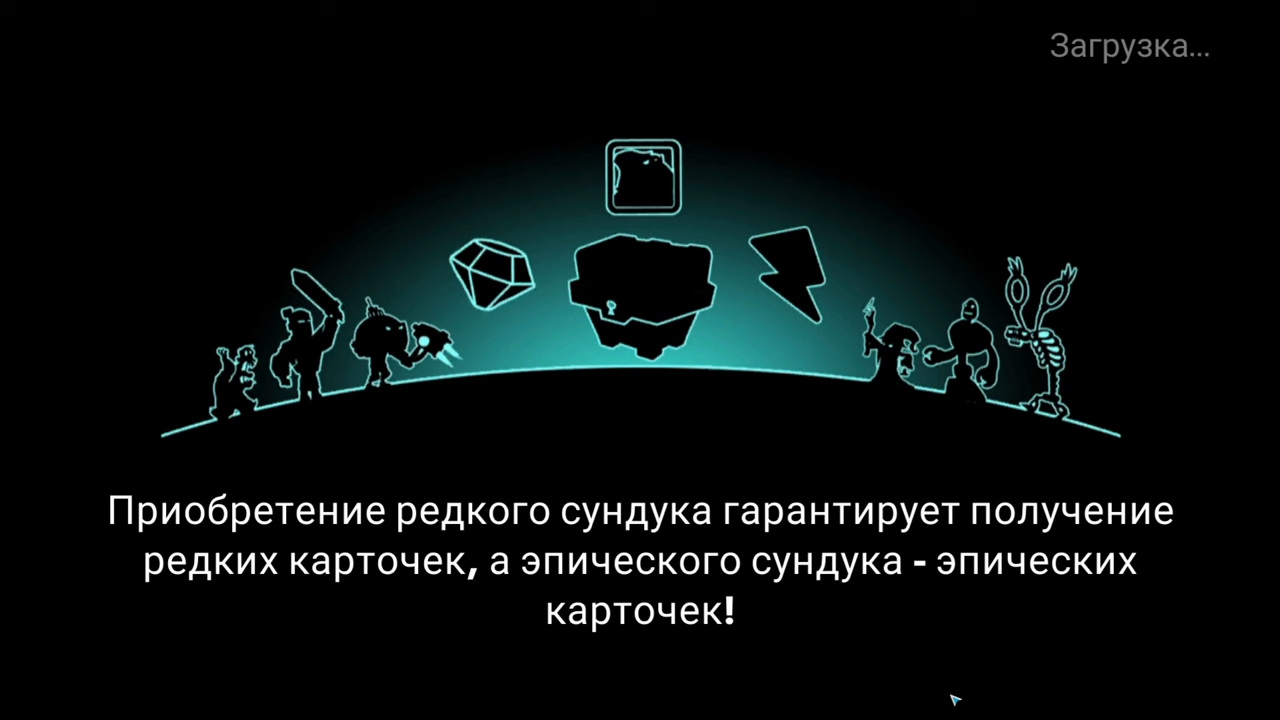 Загрузка...
Приобретение редкого сундука гарантирует получение
редких карточек, а эпического сундука - эпических
карточек!